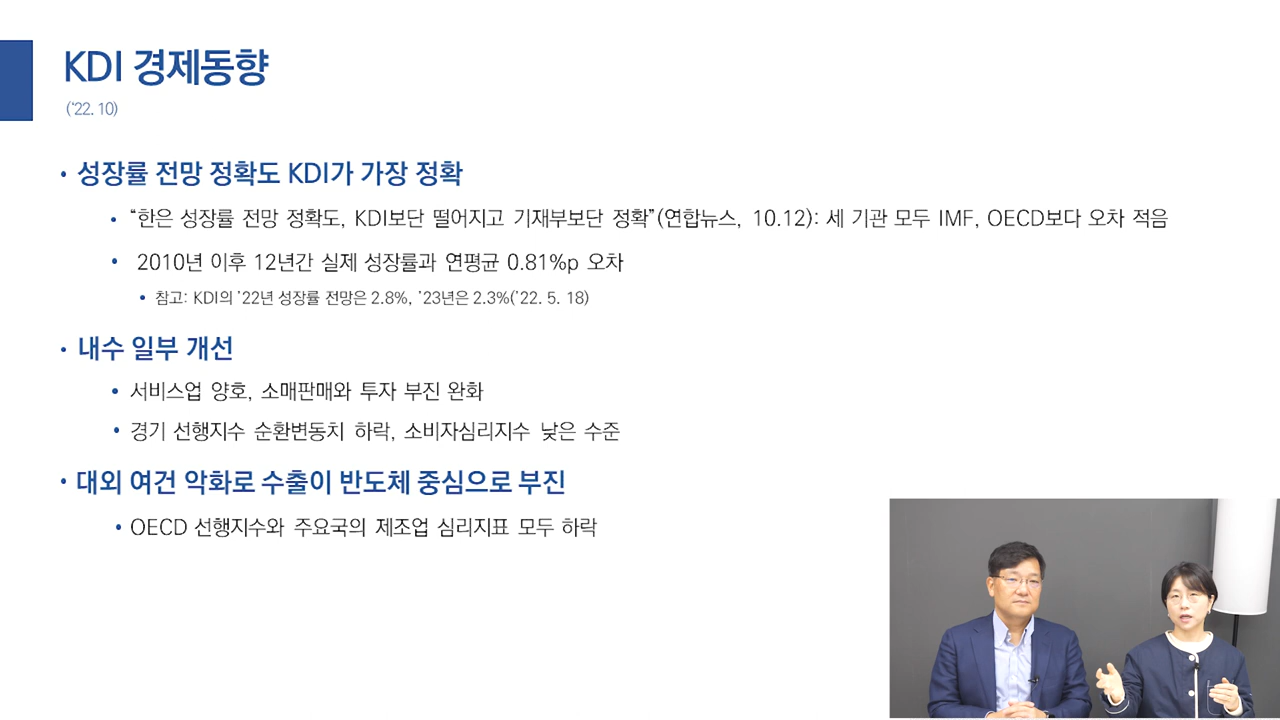 KDI 경제동향
('22. 10)
• 성장률 전망 정확도 KDI가 가장 정확
• “한은 성장률 전망 정확도, KDI보단 떨어지고 기재부보단 정확”(연합뉴스, 10.12): 세 기관 모두 IMF, OECD보다 오차 적음
• 2010년 이후 12년간 실제 성장률과 연평균 0.81%p 오차
• 참고: KDI의 ’22년 성장률 전망은 2.8%, ’23년은 2.3%(’22. 5. 18)
• 내수 일부 개선
• 서비스업 양호, 소매판매와 투자 부진 완화
• 경기 선행지수 순환변동치 하락, 소비자심리지수 낮은 수준
• 대외 여건 악화로 수출이 반도체 중심으로 부진
• OECD 선행지수와 주요국의 제조업 심리지표 모두 하락